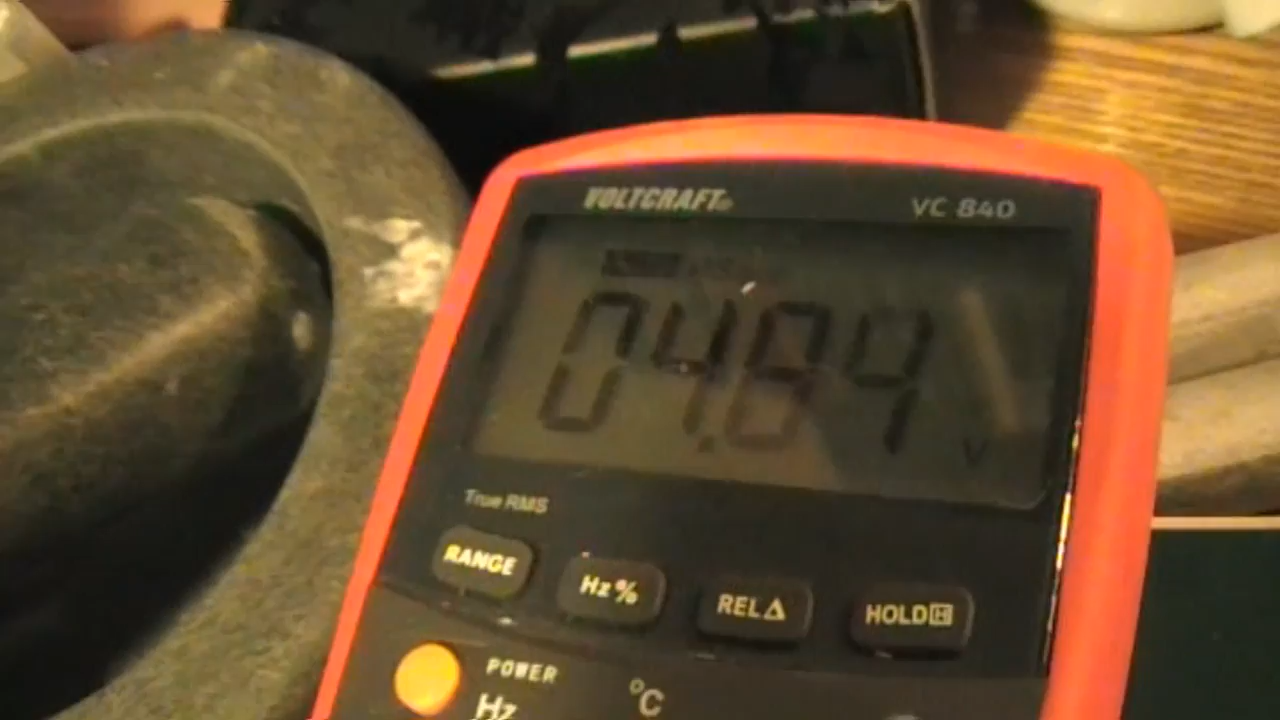 VOLTCRAFT®
VC 840
04.84
V
True RMS
RANGE
Hz %
REL Δ
HOLD H
POWER
Hz
°C